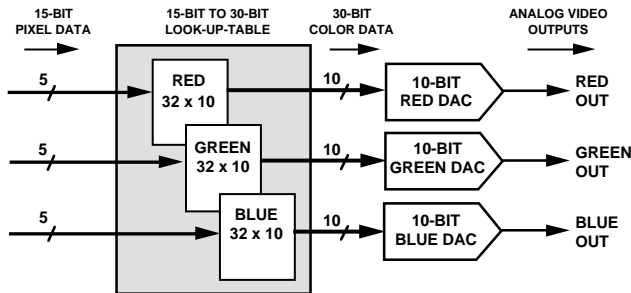 15-BIT
PIXEL DATA
15-BIT TO 30-BIT
LOOK-UP-TABLE
30-BIT
COLOR DATA
ANALOG VIDEO
OUTPUTS
5
RED
32 x 10
10
10-BIT
RED DAC
RED
OUT
5
GREEN
32 x 10
10
10-BIT
GREEN DAC
GREEN
OUT
5
BLUE
32 x 10
10
10-BIT
BLUE DAC
BLUE
OUT